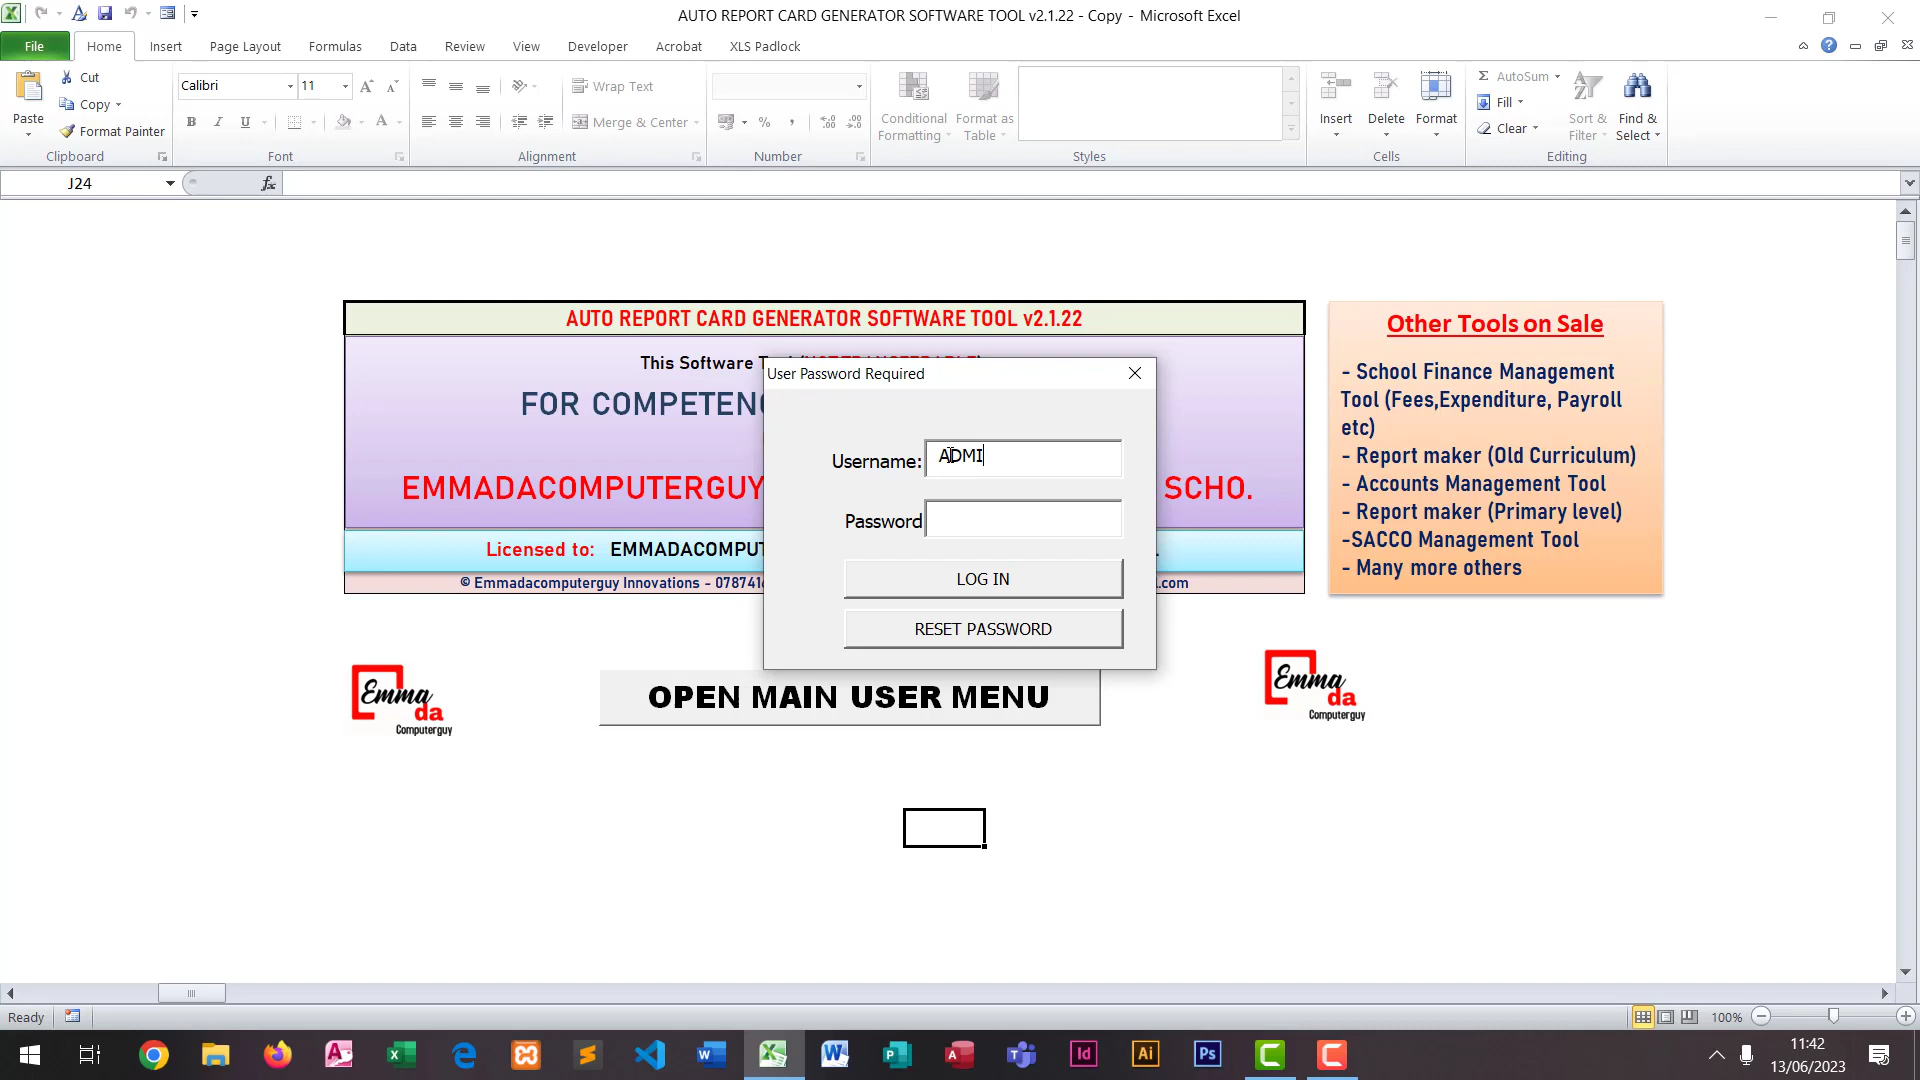 AUTO REPORT CARD GENERATOR SOFTWARE TOOL v2.1.22 - Copy - Microsoft Excel
File Home Insert Page Layout Formulas Data Review View Developer Acrobat XLS Padlock
Paste
Cut
Copy
Format Painter
Clipboard
Calibri 11
B I U
Font
Wrap Text
Merge & Center
Alignment
%
Number
Conditional Formatting
Format as Table
Styles
Insert Delete Format
Cells
AutoSum
Fill
Clear
Sort & Filter
Find & Select
Editing
J24 fx
AUTO REPORT CARD GENERATOR SOFTWARE TOOL v2.1.22
This Software
FOR
EMMADACOMPUTERGUY SCHO.
Licensed to:
© Emmadacomputerguy Innovations -
User Password Required
Username: ADMI
Password
LOG IN
RESET PASSWORD
Other Tools on Sale
- School Finance Management
Tool (Fees,Expenditure, Payroll
etc)
- Report maker (Old Curriculum)
- Accounts Management Tool
- Report maker (Primary level)
-SACCO Management Tool
- Many more others
Emma
da
Computerguy
OPEN MAIN USER MENU
Emma
da
Computerguy
Ready
100%
11:42
13/06/2023